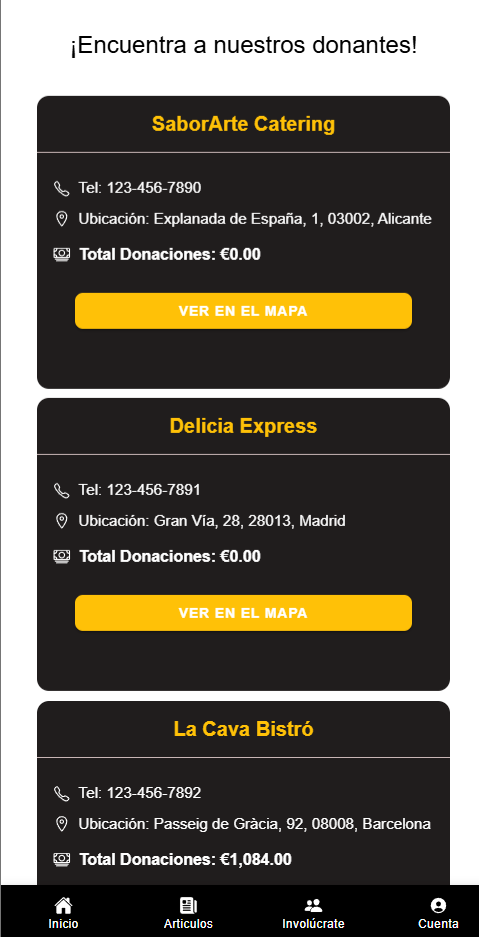 ¡Encuentra a nuestros donantes!
SaborArte Catering
Tel: 123-456-7890
Ubicación: Explanada de España, 1, 03002, Alicante
Total Donaciones: €0.00
VER EN EL MAPA
Delicia Express
Tel: 123-456-7891
Ubicación: Gran Vía, 28, 28013, Madrid
Total Donaciones: €0.00
VER EN EL MAPA
La Cava Bistró
Tel: 123-456-7892
Ubicación: Passeig de Gràcia, 92, 08008, Barcelona
Total Donaciones: €1,084.00
Inicio Articulos Involúcrate Cuenta